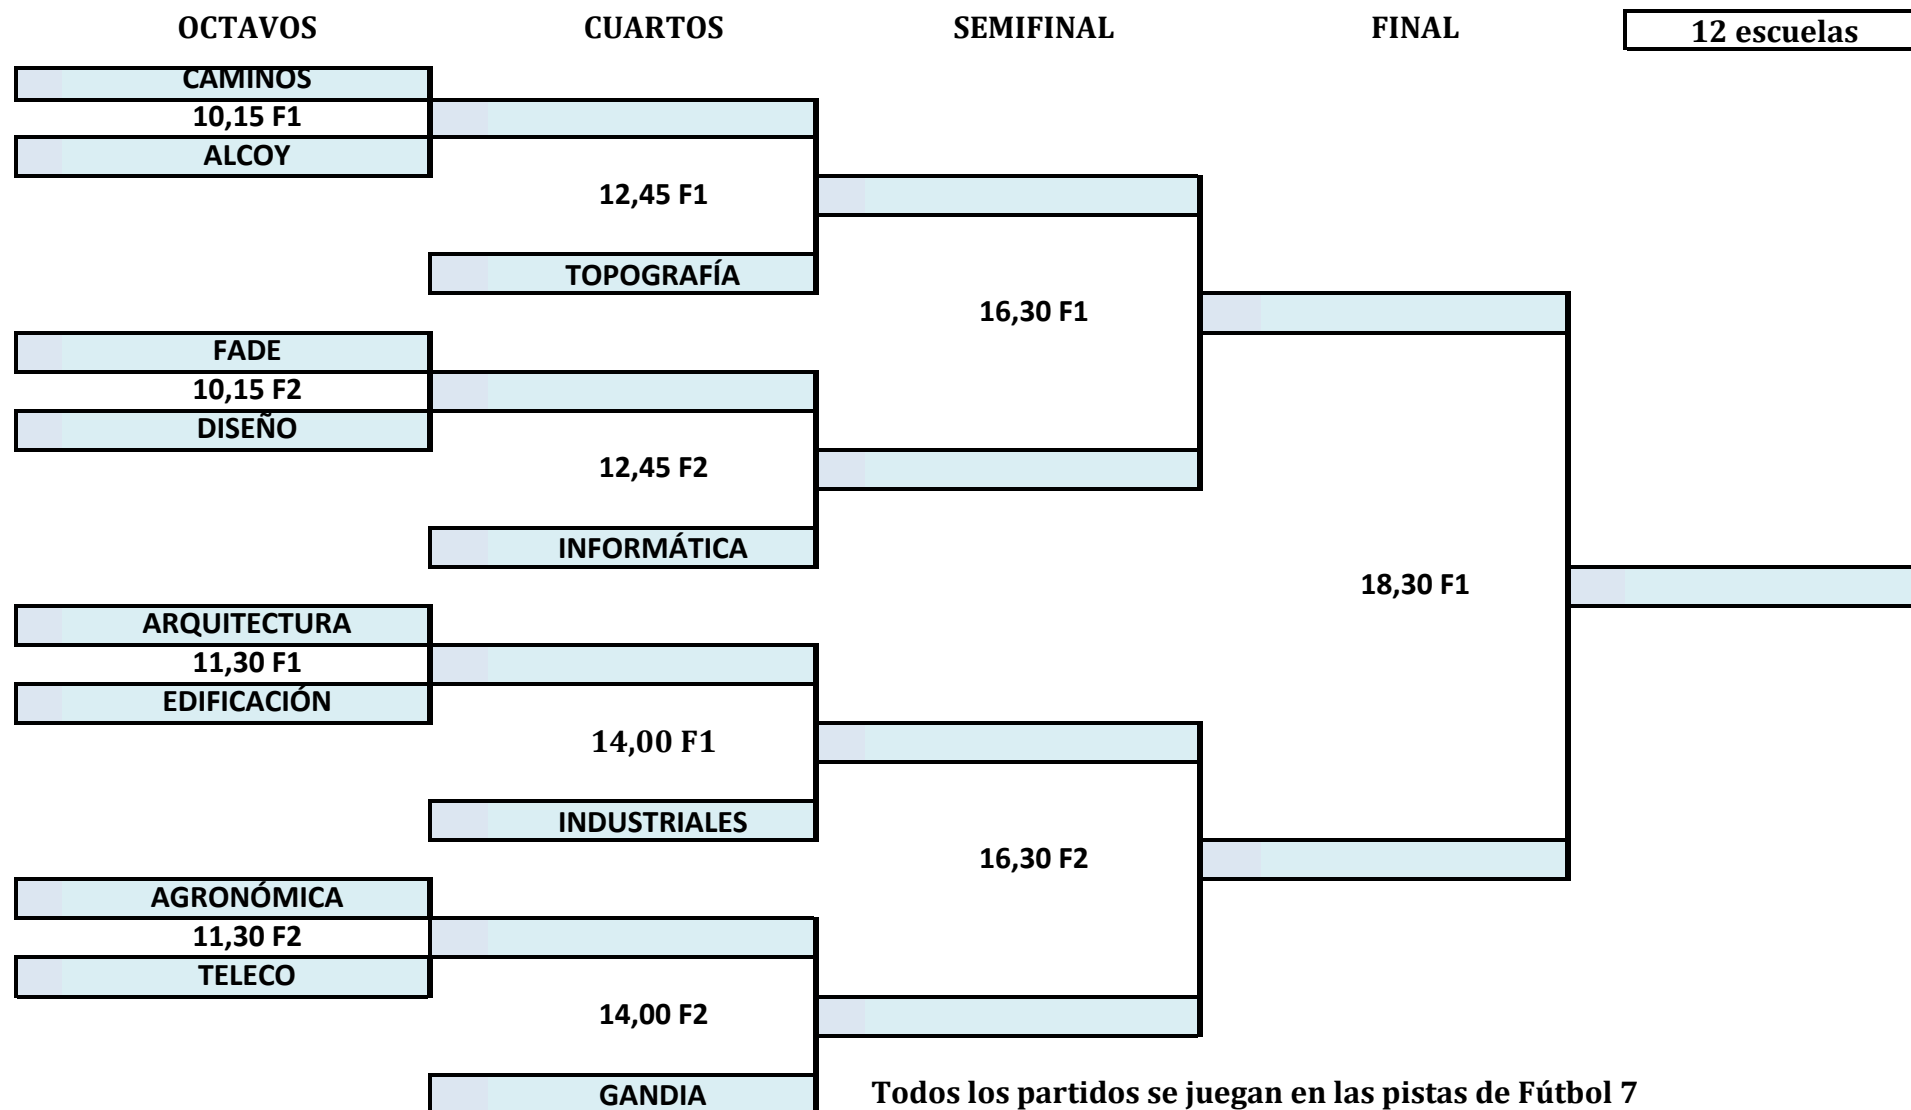 OCTAVOS CUARTOS SEMIFINAL FINAL 12 escuelas
CAMINOS
10,15 F1
ALCOY
12,45 F1
TOPOGRAFÍA
16,30 F1
FADE
10,15 F2
DISEÑO
12,45 F2
INFORMÁTICA
18,30 F1
ARQUITECTURA
11,30 F1
EDIFICACIÓN
14,00 F1
INDUSTRIALES
16,30 F2
AGRONÓMICA
11,30 F2
TELECO
14,00 F2
GANDIA
Todos los partidos se juegan en las pistas de Fútbol 7